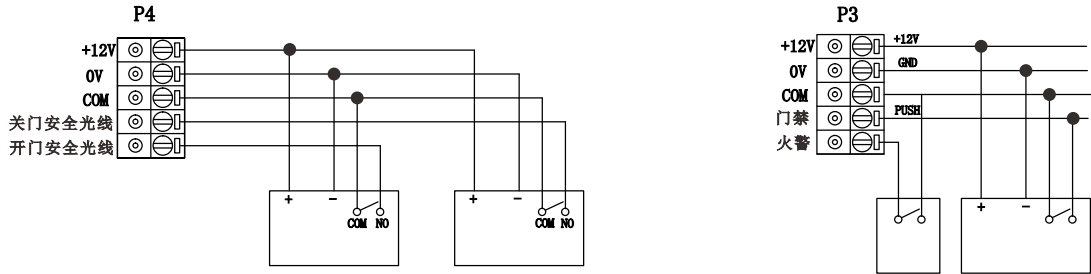 P4
+12V
0V
COM
关门安全光线
开门安全光线
+ −
COM NO
+ −
COM NO
P3
+12V +12V
0V GND
COM
门禁 PUSH
火警
+ −